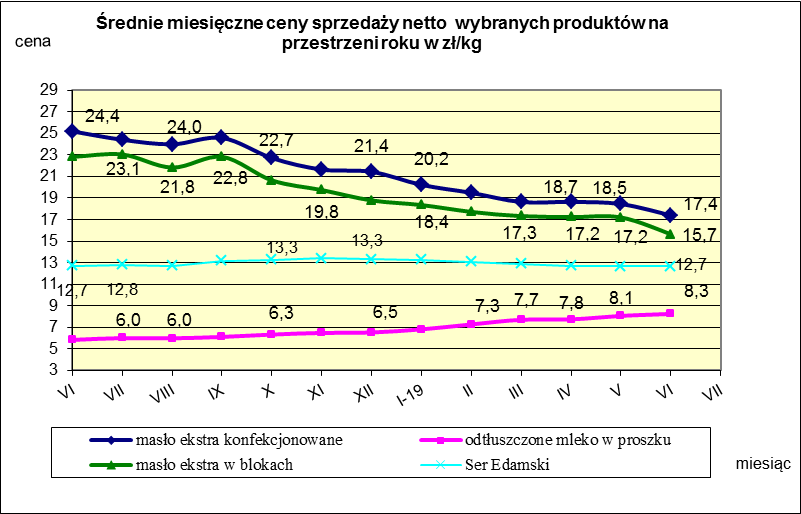 Średnie miesięczne ceny sprzedaży netto wybranych produktów na
przestrzeni roku w zł/kg
cena
29
27
25
23
21
19
17
15
13
11
9
7
5
3
24,4
24,0
22,7
21,4
20,2
18,7
18,5
17,4
23,1
21,8
22,8
19,8
18,4
17,3
17,2
17,2
15,7
12,7
12,8
13,3
13,3
12,7
6,0
6,0
6,3
6,5
7,3
7,7
7,8
8,1
8,3
VI
VII
VIII
IX
X
XI
XII
I-19
II
III
IV
V
VI
VII
masło ekstra konfekcjonowane
odtłuszczone mleko w proszku
masło ekstra w blokach
Ser Edamski
miesiąc